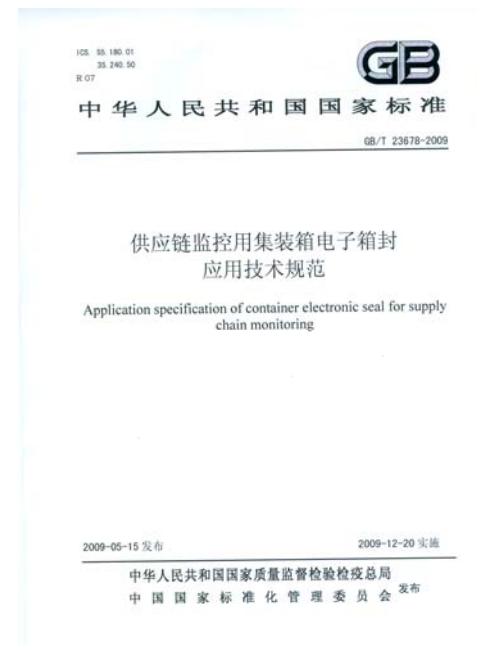 ICS 55.180.01
35.240.50
R 07
GB
中华人民共和国国家标准
GB/T 23678-2009
供应链监控用集装箱电子箱封
应用技术规范
Application specification of container electronic seal for supply
chain monitoring
2009-05-15 发布
2009-12-20 实施
中华人民共和国国家质量监督检验检疫总局
中国国家标准化管理委员会 发布